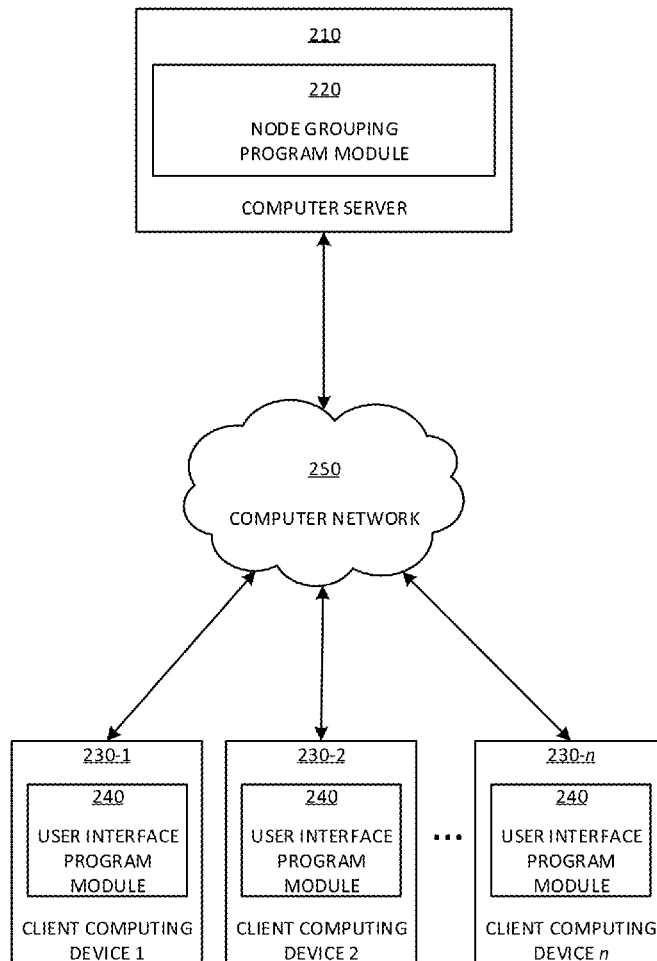 210
220
NODE GROUPING
PROGRAM MODULE
COMPUTER SERVER
250
COMPUTER NETWORK
230-1
240
USER INTERFACE
PROGRAM
MODULE
CLIENT COMPUTING
DEVICE 1
230-2
240
USER INTERFACE
PROGRAM
MODULE
CLIENT COMPUTING
DEVICE 2
...
230-n
240
USER INTERFACE
PROGRAM
MODULE
CLIENT COMPUTING
DEVICE n